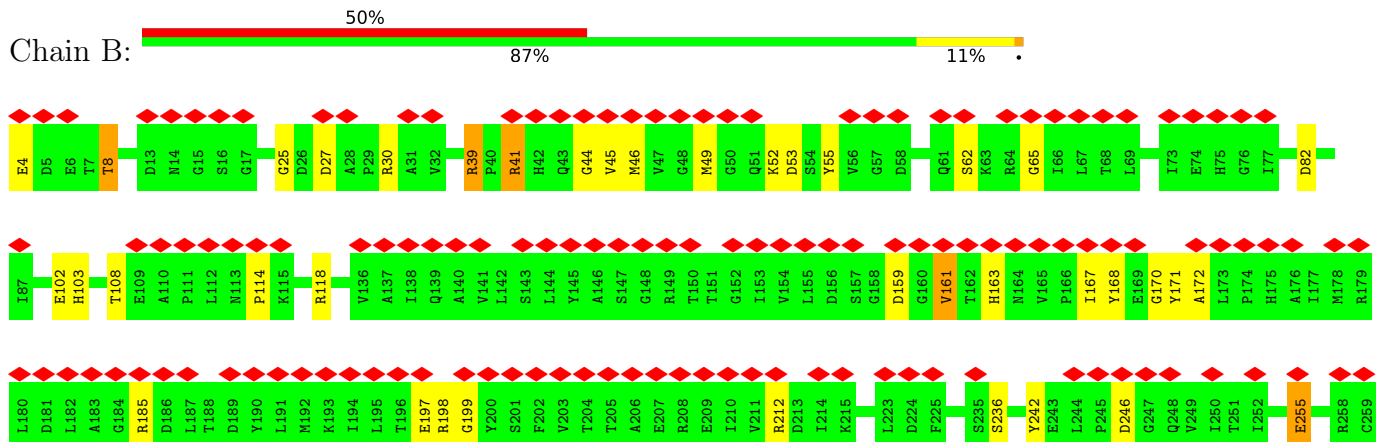 50%
Chain B:
87% 11% •
E4 D5 E6 T7 T8 D13 N14 G15 S16 G17 G25 D26 D27 A28 P29 R30 A31 V32 R39 P40 R41 H42 Q43 G44 V45 M46 V47 G48 M49 G50 Q51 K52 D53 S54 Y55 V56 G57 D58 Q61 S62 K63 R64 G65 I66 L67 T68 L69 I73 E74 H75 G76 I77 D82
I87 E102 H103 T108 E109 A110 P111 L112 N113 P114 K115 R118 V136 A137 I138 Q139 A140 V141 L142 S143 L144 Y145 A146 S147 G148 R149 T150 T151 G152 I153 V154 L155 D156 S157 G158 D159 G160 V161 T162 H163 N164 V165 P166 I167 Y168 E169 G170 Y171 A172 L173 P174 H175 A176 I177 M178 R179
L180 D181 L182 A183 G184 R185 D186 L187 T188 D189 Y190 L191 M192 K193 I194 L195 T196 E197 R198 G199 Y200 S201 F202 V203 T204 T205 A206 E207 R208 E209 I210 V211 R212 D213 I214 K215 L223 D224 F225 S235 S236 Y242 E243 L244 P245 D246 G247 Q248 V249 I250 T251 I252 E255 R258 C259